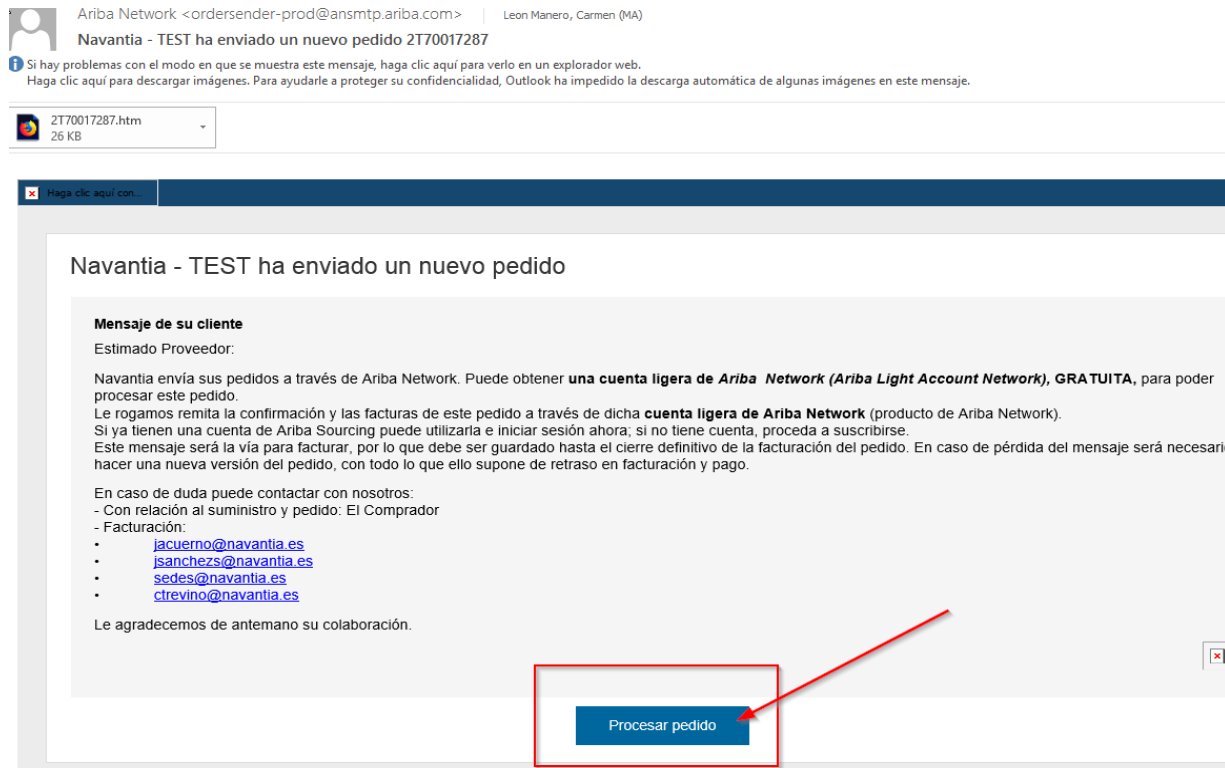 Ariba Network <ordersender-prod@ansmtp.ariba.com> Leon Manero, Carmen (MA)
Navantia - TEST ha enviado un nuevo pedido 2T70017287
Si hay problemas con el modo en que se muestra este mensaje, haga clic aquí para verlo en un explorador web.
Haga clic aquí para descargar imágenes. Para ayudarle a proteger su confidencialidad, Outlook ha impedido la descarga automática de algunas imágenes en este mensaje.
2T70017287.htm
26 KB
Haga clic aquí con...
Navantia - TEST ha enviado un nuevo pedido
Mensaje de su cliente
Estimado Proveedor:
Navantia envía sus pedidos a través de Ariba Network. Puede obtener una cuenta ligera de Ariba Network (Ariba Light Account Network), GRATUITA, para poder
procesar este pedido.
Le rogamos remita la confirmación y las facturas de este pedido a través de dicha cuenta ligera de Ariba Network (producto de Ariba Network).
Si ya tienen una cuenta de Ariba Sourcing puede utilizarla e iniciar sesión ahora; si no tiene cuenta, proceda a suscribirse.
Este mensaje será la vía para facturar, por lo que debe ser guardado hasta el cierre definitivo de la facturación del pedido. En caso de pérdida del mensaje será necesari
hacer una nueva versión del pedido, con todo lo que ello supone de retraso en facturación y pago.
En caso de duda puede contactar con nosotros:
- Con relación al suministro y pedido: El Comprador
- Facturación:
• jacuerno@navantia.es
• jsanchezs@navantia.es
• sedes@navantia.es
• ctrevino@navantia.es
Le agradecemos de antemano su colaboración.
Procesar pedido